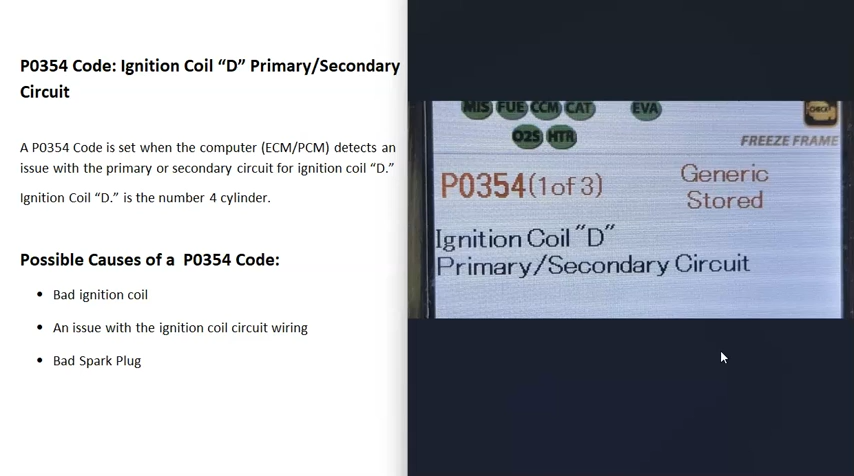 P0354 Code: Ignition Coil “D” Primary/Secondary
Circuit
A P0354 Code is set when the computer (ECM/PCM) detects an
issue with the primary or secondary circuit for ignition coil “D.”
Ignition Coil “D.” is the number 4 cylinder.
Possible Causes of a P0354 Code:
• Bad ignition coil
• An issue with the ignition coil circuit wiring
• Bad Spark Plug
MIS FUE CCM CAT EVA
O2S HTR
CHECK
FREEZE FRAME
P0354 (1 of 3) Generic
Stored
Ignition Coil "D"
Primary/Secondary Circuit